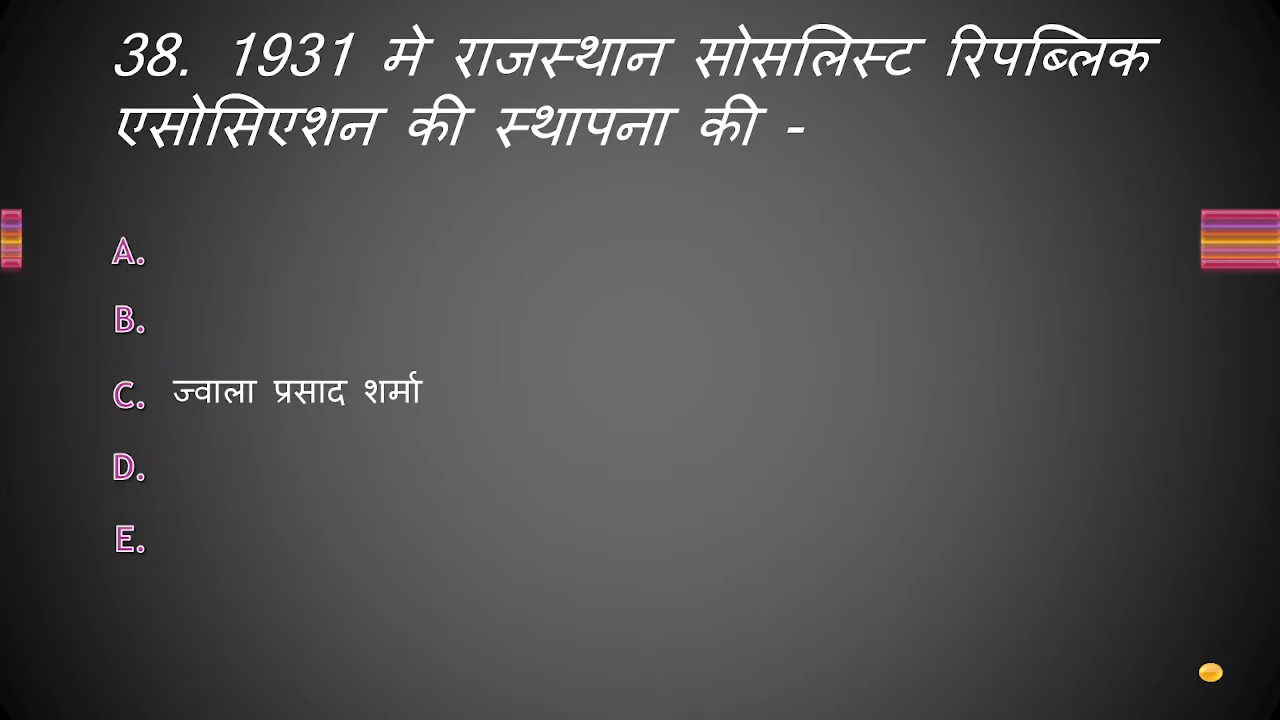 38. 1931 मे राजस्थान सोसलिस्ट रिपब्लिक
एसोसिएशन की स्थापना की -
A.
B.
C. ज्वाला प्रसाद शर्मा
D.
E.